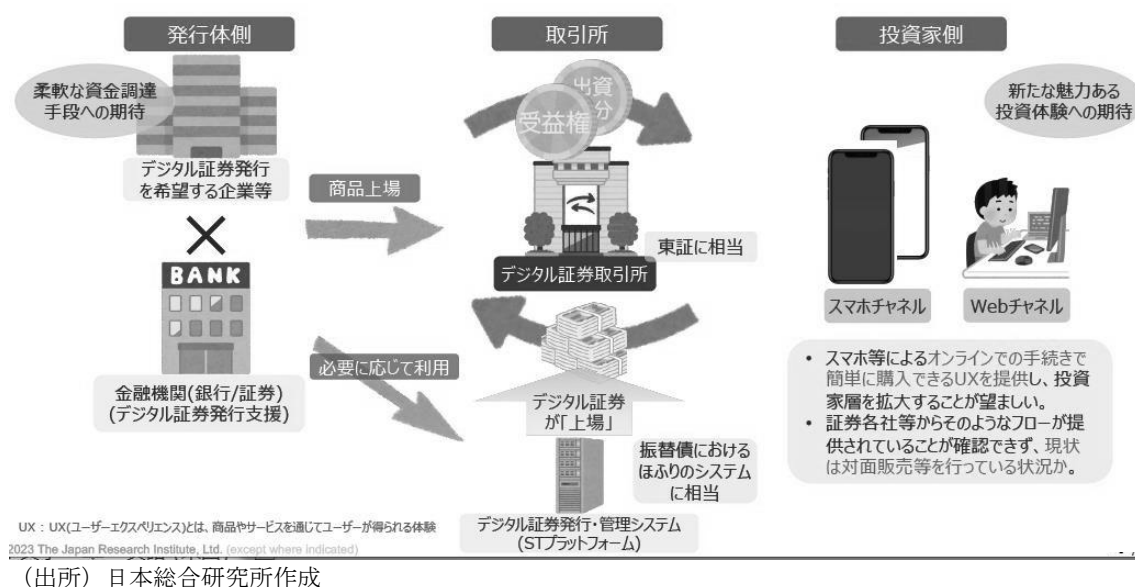 発行体側
取引所
投資家側
柔軟な資金調達
手段への期待
デジタル証券発行
を希望する企業等
BANK
金融機関(銀行/証券)
(デジタル証券発行支援)
商品上場
必要に応じて利用
出資
分
受益権
東証に相当
デジタル証券取引所
デジタル証券
が「上場」
振替債における
ほふりのシステム
に相当
デジタル証券発行・管理システム
(STプラットフォーム)
新たな魅力ある
投資体験への期待
スマホチャネル
Webチャネル
• スマホ等によるオンラインでの手続きで
簡単に購入できるUXを提供し、投資
家層を拡大することが望ましい。
• 証券各社等からそのようなフローが提
供されていることが確認できず、現状
は対面販売等を行っている状況か。
UX：UX(ユーザーエクスペリエンス)とは、商品やサービスを通じてユーザーが得られる体験
2023 The Japan Research Institute, Ltd. (except where indicated)
（出所）日本総合研究所作成